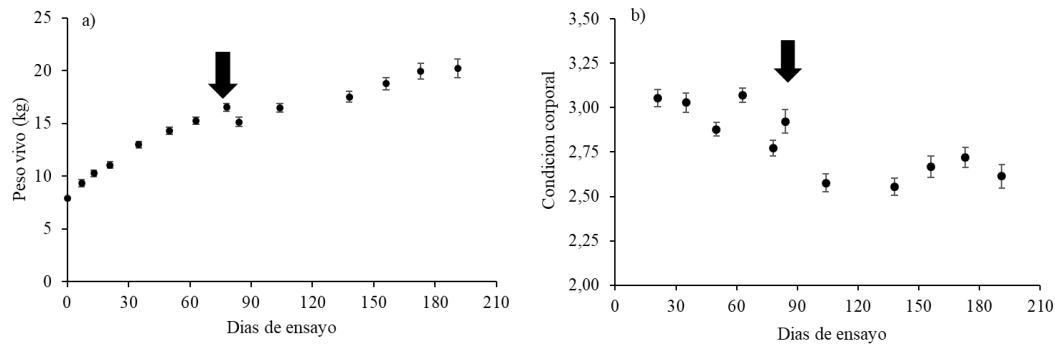 a)
25
20
15
10
5
0
Peso vivo (kg)
0 30 60 90 120 150 180 210
Dias de ensayo
b)
3,50
3,25
3,00
2,75
2,50
2,25
2,00
Condicion corporal
0 30 60 90 120 150 180 210
Dias de ensayo